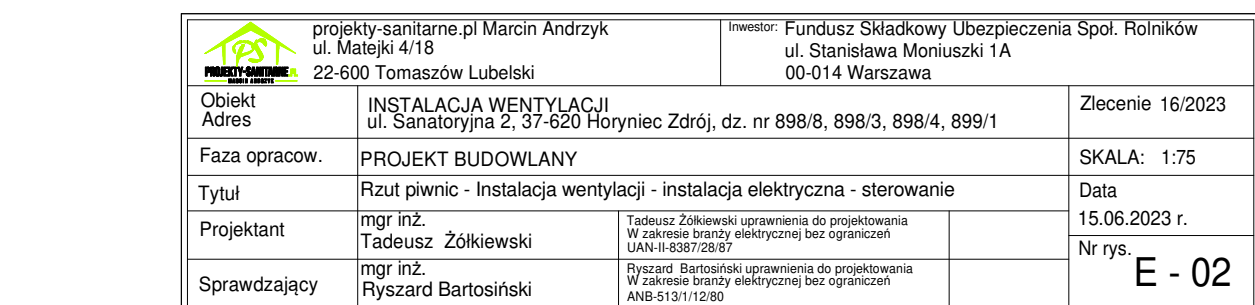 PS
PROJEKTY-SANITARNE.PL
MARCIN ANDRZYK
projekty-sanitarne.pl Marcin Andrzyk
ul. Matejki 4/18
22-600 Tomaszów Lubelski
Inwestor: Fundusz Składkowy Ubezpieczenia Społ. Rolników
ul. Stanisława Moniuszki 1A
00-014 Warszawa
Obiekt
Adres
INSTALACJA WENTYLACJI
ul. Sanatoryjna 2, 37-620 Horyniec Zdrój, dz. nr 898/8, 898/3, 898/4, 899/1
Zlecenie 16/2023
Faza opracow.
PROJEKT BUDOWLANY
SKALA: 1:75
Tytuł
Rzut piwnic - Instalacja wentylacji - instalacja elektryczna - sterowanie
Data
15.06.2023 r.
Projektant
mgr inż.
Tadeusz Żółkiewski
Tadeusz Żółkiewski uprawnienia do projektowania
W zakresie branży elektrycznej bez ograniczeń
UAN-II-8387/28/87
Nr rys.
E - 02
Sprawdzający
mgr inż.
Ryszard Bartosiński
Ryszard Bartosiński uprawnienia do projektowania
W zakresie branży elektrycznej bez ograniczeń
ANB-513/1/12/80